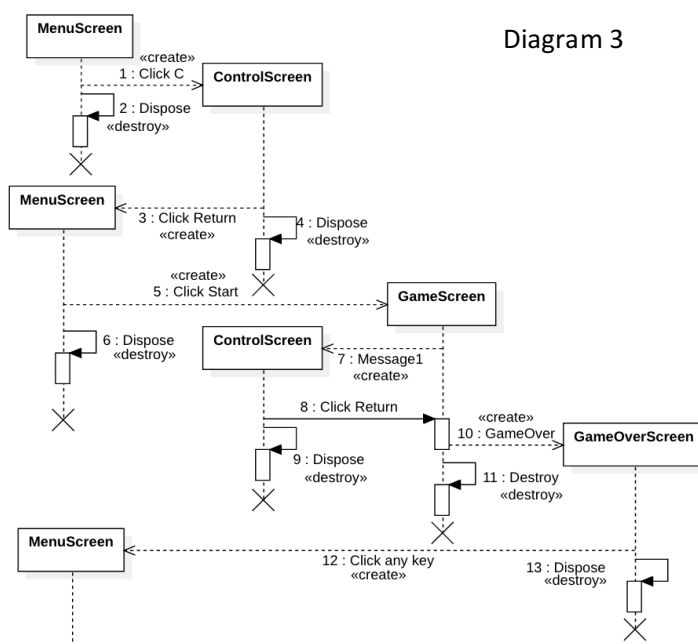 MenuScreen
Diagram 3
«create»
1 : Click C
ControlScreen
2 : Dispose
«destroy»
MenuScreen
3 : Click Return
«create»
4 : Dispose
«destroy»
«create»
5 : Click Start
GameScreen
6 : Dispose
«destroy»
ControlScreen
7 : Message1
«create»
8 : Click Return
«create»
10 : GameOver
GameOverScreen
9 : Dispose
«destroy»
11 : Destroy
«destroy»
MenuScreen
12 : Click any key
«create»
13 : Dispose
«destroy»